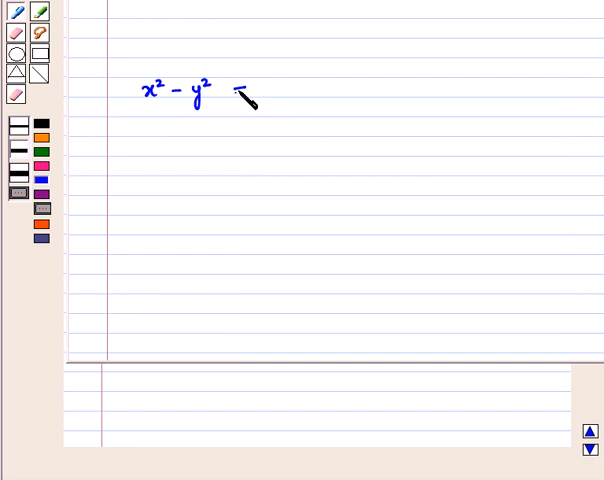 x² - y² =